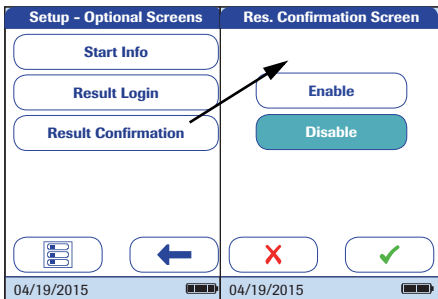 Setup - Optional Screens
Start Info
Result Login
Result Confirmation
04/19/2015
Res. Confirmation Screen
Enable
Disable
04/19/2015